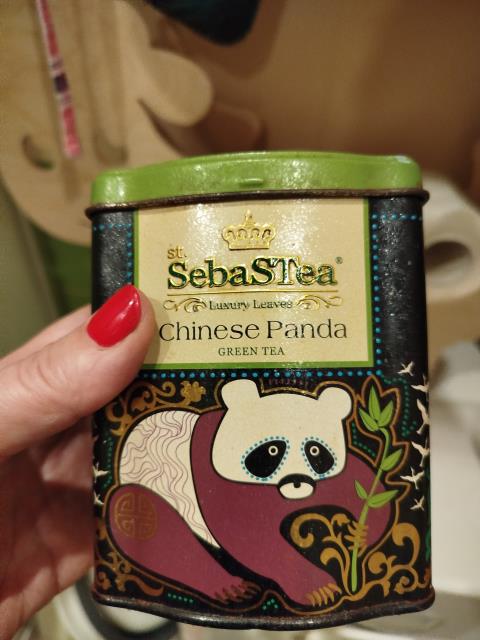 st.
SebaSTea®
Luxury Leaves
Chinese Panda
GREEN TEA